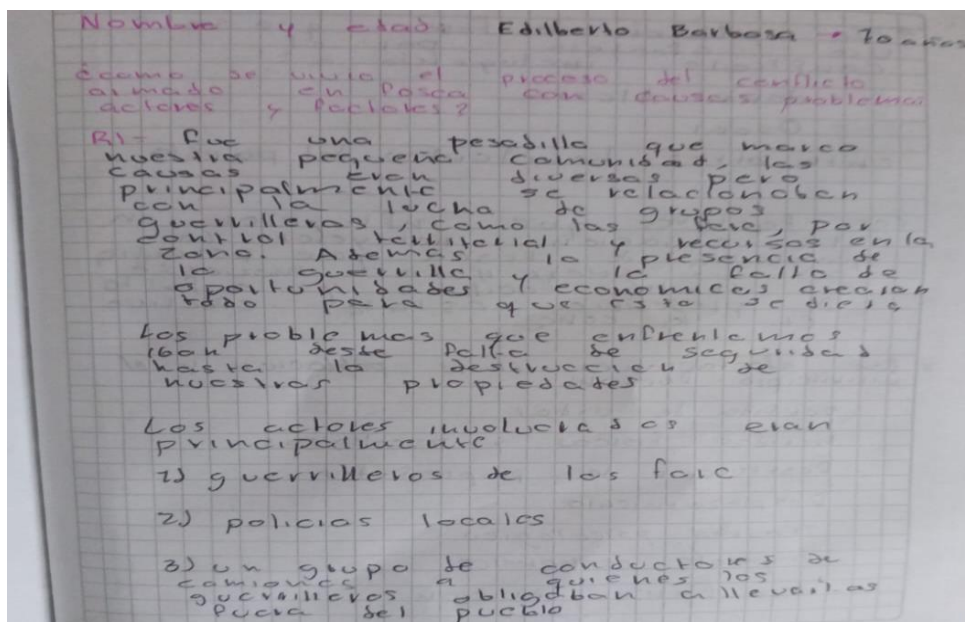 Nombre y edad: Edilberto Barbosa • 70 años
¿como se vivio el proceso del conflicto
armado en Pasca con causas problemas
actores y factores?
R)- fue una pesadilla que marco
nuestra pequeña comunidad, las
causas eran diversas pero
principalmente se relacionaban
con la lucha de grupos
guerrilleros, como las farc, por
control territorial y recursos en la
zona. Ademas la presencia de
la guerrilla y la falta de
oportunidades y economicas creaban
todo para que esto se diera
Los problemas que enfrentamos
iban desde falta de seguridad
hasta la destruccion de
nuestras propiedades
Los actores involucrados eran
principalmente
1) guerrilleros de las farc
2) policias locales
3) un grupo de conductores de
camiones a quienes los
guerrilleros obligaban a llevarlas
fuera del pueblo